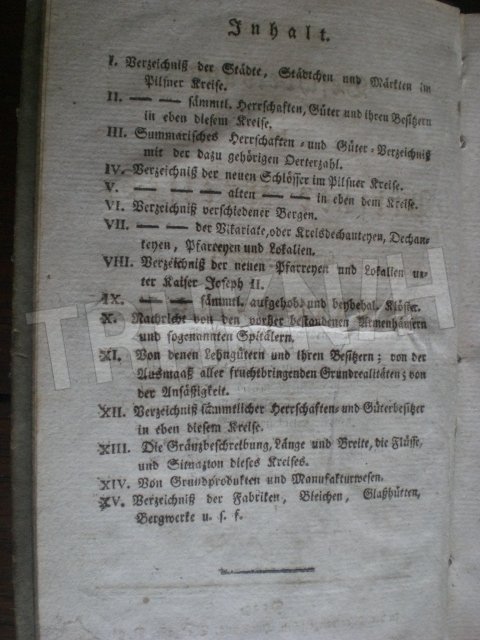 Inhalt.
I. Verzeichniß der Städte, Städtchen und Märkten im
Pilsner Kreise.
II. — — sämmtl. Herrschaften, Güter und ihren Besitzern
in eben diesem Kreise.
III. Summarisches Herrschaften- und Güter-Verzeichniß
mit der dazu gehörigen Oerterzahl.
IV. Verzeichniß der neuen Schlösser im Pilsner Kreise.
V. — — — alten — — in eben dem Kreise.
VI. Verzeichniß verschiedener Bergen.
VII. — — der Vikariate, oder Kreisdechanteyen, Dechan-
teyen, Pfarreyen und Lokalien.
VIII. Verzeichniß der neuen Pfarreyen und Lokalien un-
ter Kaiser Joseph II.
IX. — — sämmtl. aufgehob. und beybehal. Klöster.
X. Nachricht von den vorher bestandenen Armenhäusern
und sogenannten Spitälern.
XI. Von denen Lehngütern und ihren Besitzern; von der
Ausmaaß aller fruchtbringenden Grundrealitäten; von
der Ansäßigkeit.
XII. Verzeichniß sämmtlicher Herrschaften- und Güterbesitzer
in eben diesem Kreise.
XIII. Die Gränzbeschreibung, Länge und Breite, die Flüsse,
und Situazion dieses Kreises.
XIV. Von Grundprodukten und Manufakturwesen.
XV. Verzeichniß der Fabriken, Bleichen, Glaßhütten,
Bergwerke u. s. f.